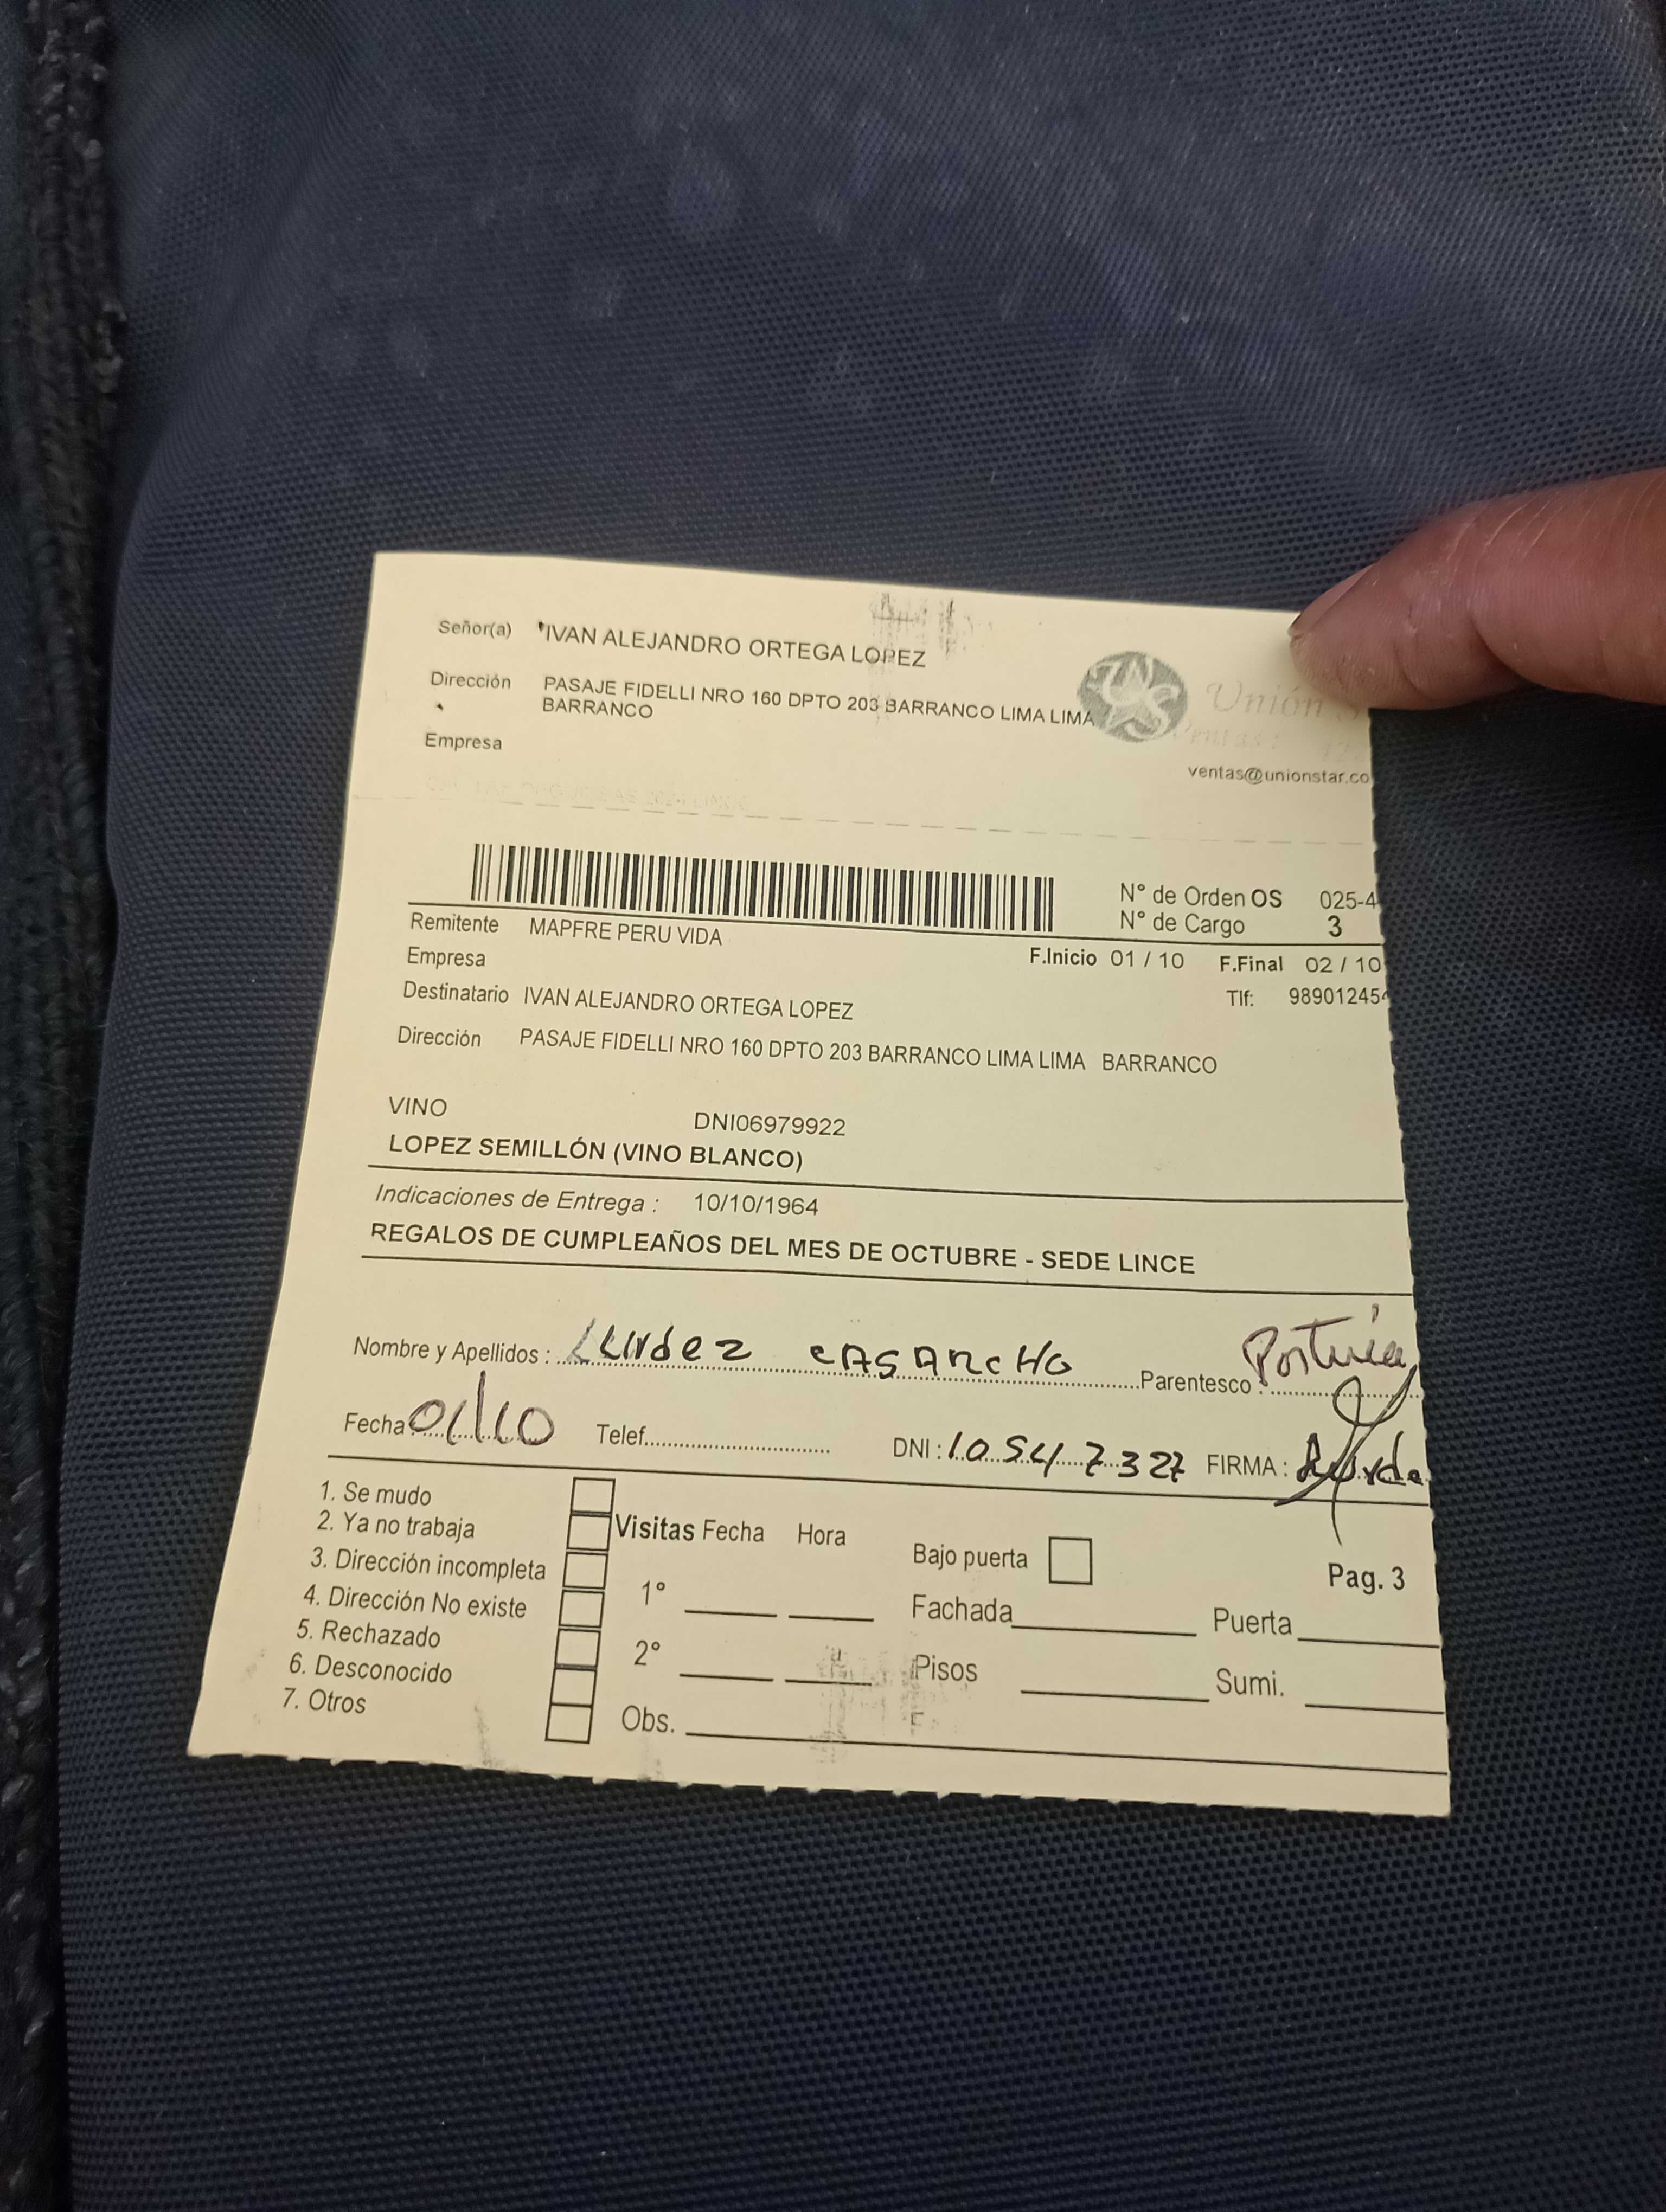 Señor(a) IVAN ALEJANDRO ORTEGA LOPEZ
Dirección PASAJE FIDELLI NRO 160 DPTO 203 BARRANCO LIMA LIMA
BARRANCO
Unión
Ventas:
Empresa
ventas@unionstar.co
N° de Orden OS 025-4
N° de Cargo 3
Remitente MAPFRE PERU VIDA
Empresa F.Inicio 01 / 10 F.Final 02 / 10
Destinatario IVAN ALEJANDRO ORTEGA LOPEZ Tlf: 98901245
Dirección PASAJE FIDELLI NRO 160 DPTO 203 BARRANCO LIMA LIMA BARRANCO
VINO DNI06979922
LOPEZ SEMILLÓN (VINO BLANCO)
Indicaciones de Entrega : 10/10/1964
REGALOS DE CUMPLEAÑOS DEL MES DE OCTUBRE - SEDE LINCE
Nombre y Apellidos : CASANCHO Parentesco :
Fecha: 01/10 Telef. DNI : 10547327 FIRMA :
1. Se mudo
2. Ya no trabaja
3. Dirección incompleta
4. Dirección No existe
5. Rechazado
6. Desconocido
7. Otros
Visitas Fecha Hora
1°
2°
Obs.
Bajo puerta
Fachada Puerta
Pisos Sumi.
Pag. 3